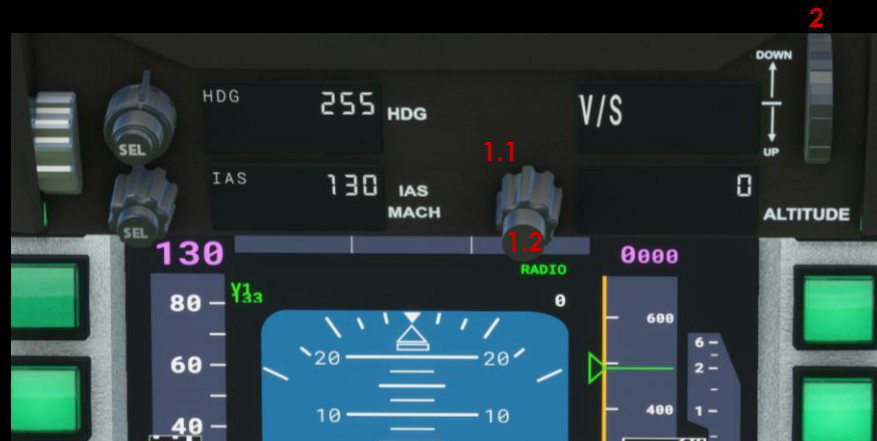 2
DOWN
HDG 255 HDG
V/S
SEL
UP
1.1
IAS 130 IAS
MACH
0 ALTITUDE
SEL
1.2
130
RADIO
0000
V1
133
0
80
600
20 20
6
60
2
10 10
400
1
40